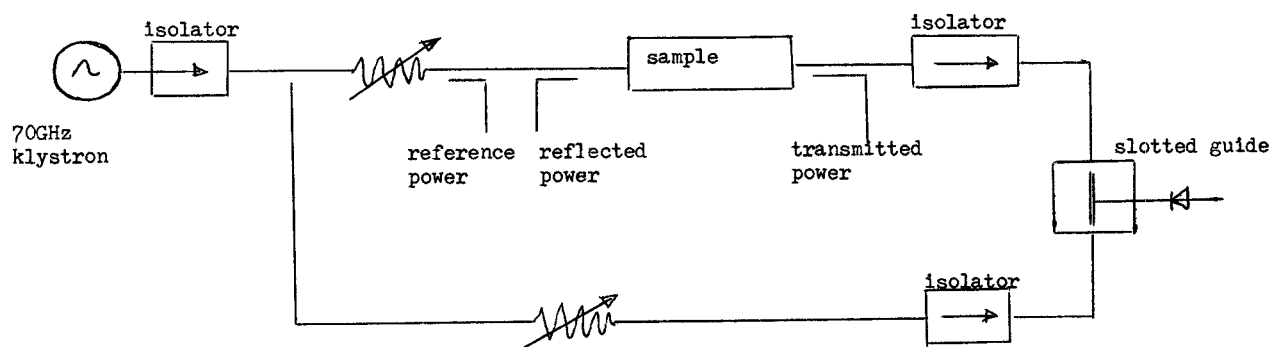 isolator
isolator
sample
70GHz
klystron
reference
power
reflected
power
transmitted
power
slotted guide
isolator